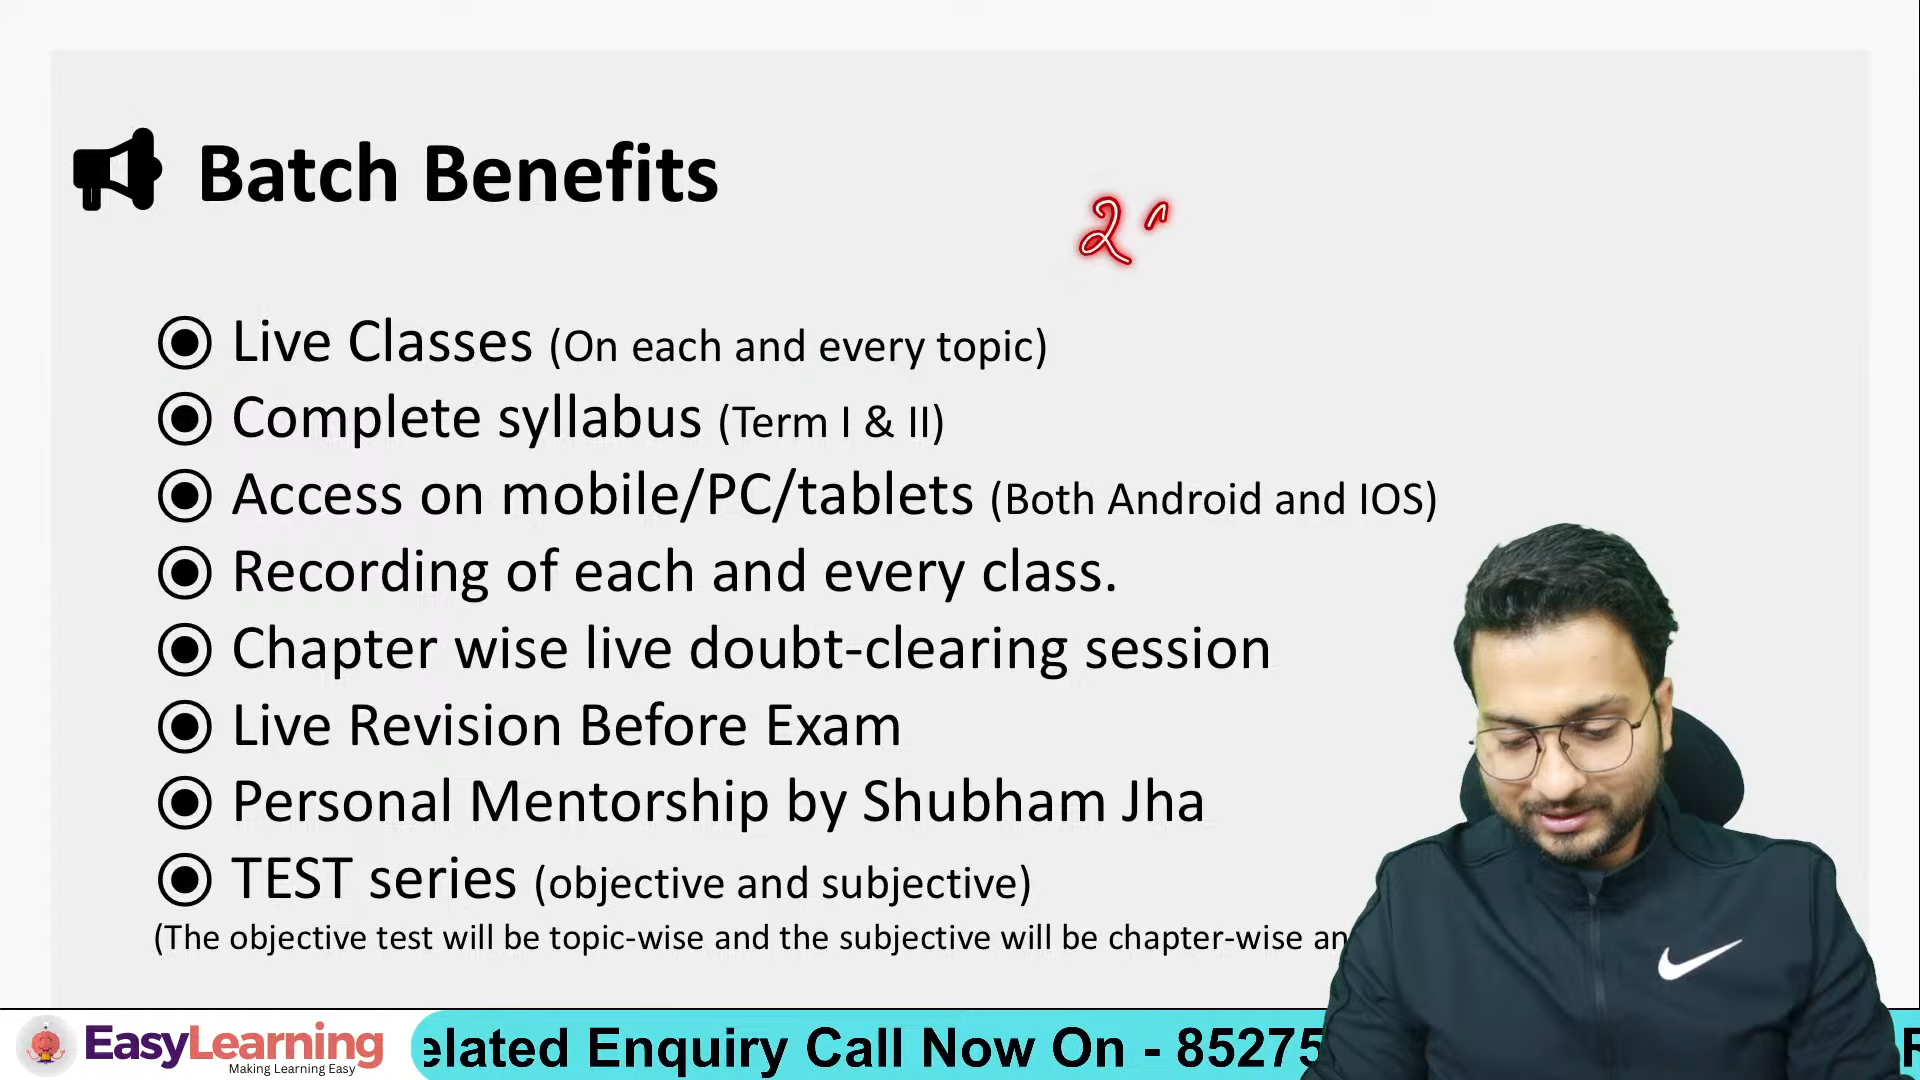 Batch Benefits
2
Live Classes (On each and every topic)
Complete syllabus (Term I & II)
Access on mobile/PC/tablets (Both Android and IOS)
Recording of each and every class.
Chapter wise live doubt-clearing session
Live Revision Before Exam
Personal Mentorship by Shubham Jha
TEST series (objective and subjective)
(The objective test will be topic-wise and the subjective will be chapter-wise
EasyLearning
Making Learning Easy
Enquiry Call Now On - 85275